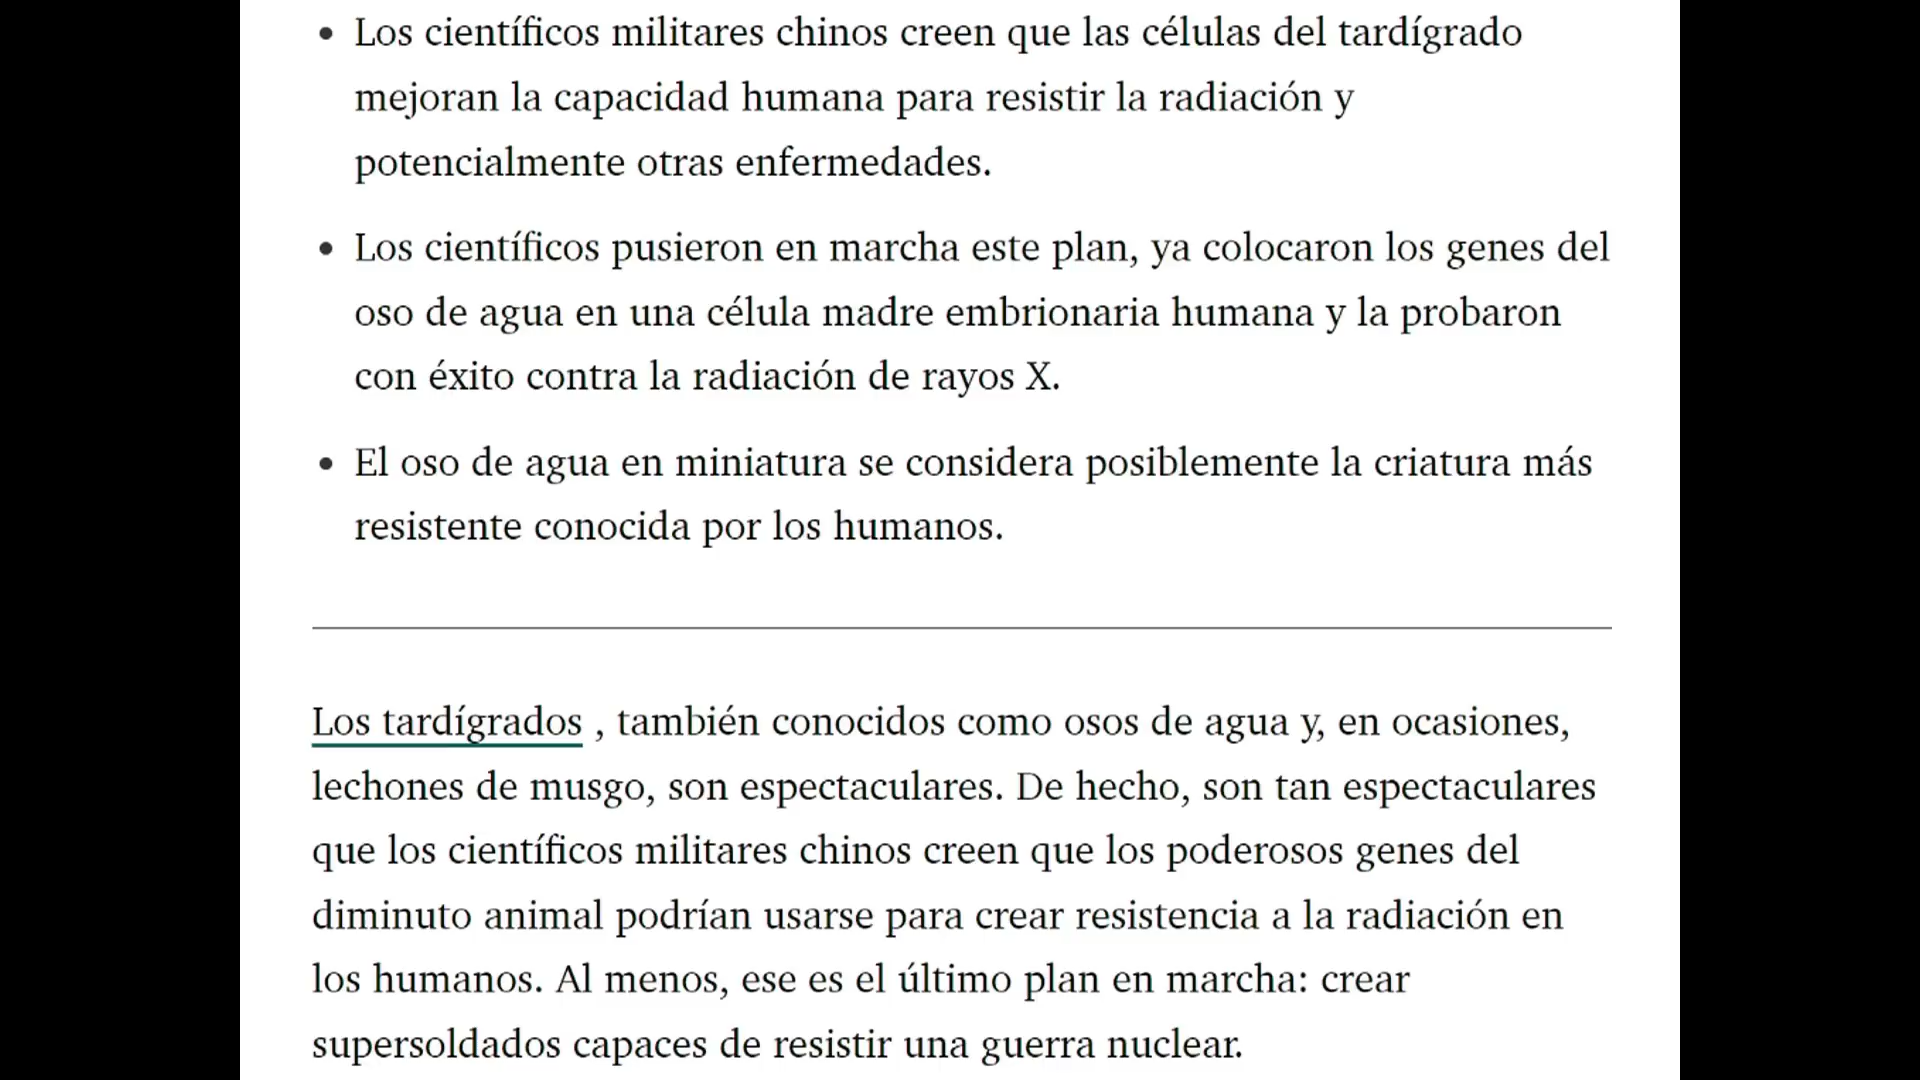 • Los científicos militares chinos creen que las células del tardígrado
mejoran la capacidad humana para resistir la radiación y
potencialmente otras enfermedades.
• Los científicos pusieron en marcha este plan, ya colocaron los genes del
oso de agua en una célula madre embrionaria humana y la probaron
con éxito contra la radiación de rayos X.
• El oso de agua en miniatura se considera posiblemente la criatura más
resistente conocida por los humanos.
Los tardígrados , también conocidos como osos de agua y, en ocasiones,
lechones de musgo, son espectaculares. De hecho, son tan espectaculares
que los científicos militares chinos creen que los poderosos genes del
diminuto animal podrían usarse para crear resistencia a la radiación en
los humanos. Al menos, ese es el último plan en marcha: crear
supersoldados capaces de resistir una guerra nuclear.